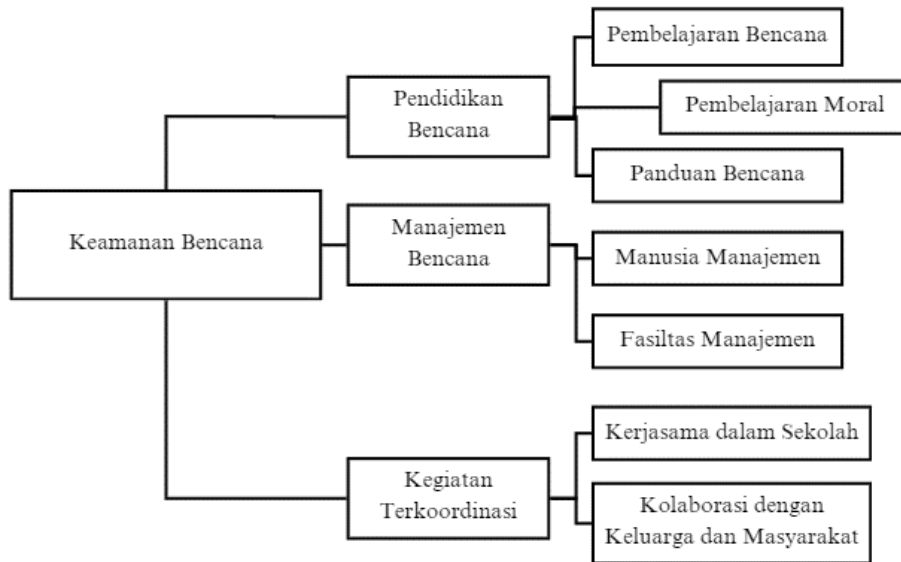 Keamanan Bencana
Pendidikan
Bencana
Pembelajaran Bencana
Pembelajaran Moral
Panduan Bencana
Manajemen
Bencana
Manusia Manajemen
Fasiltas Manajemen
Kegiatan
Terkoordinasi
Kerjasama dalam Sekolah
Kolaborasi dengan
Keluarga dan Masyarakat